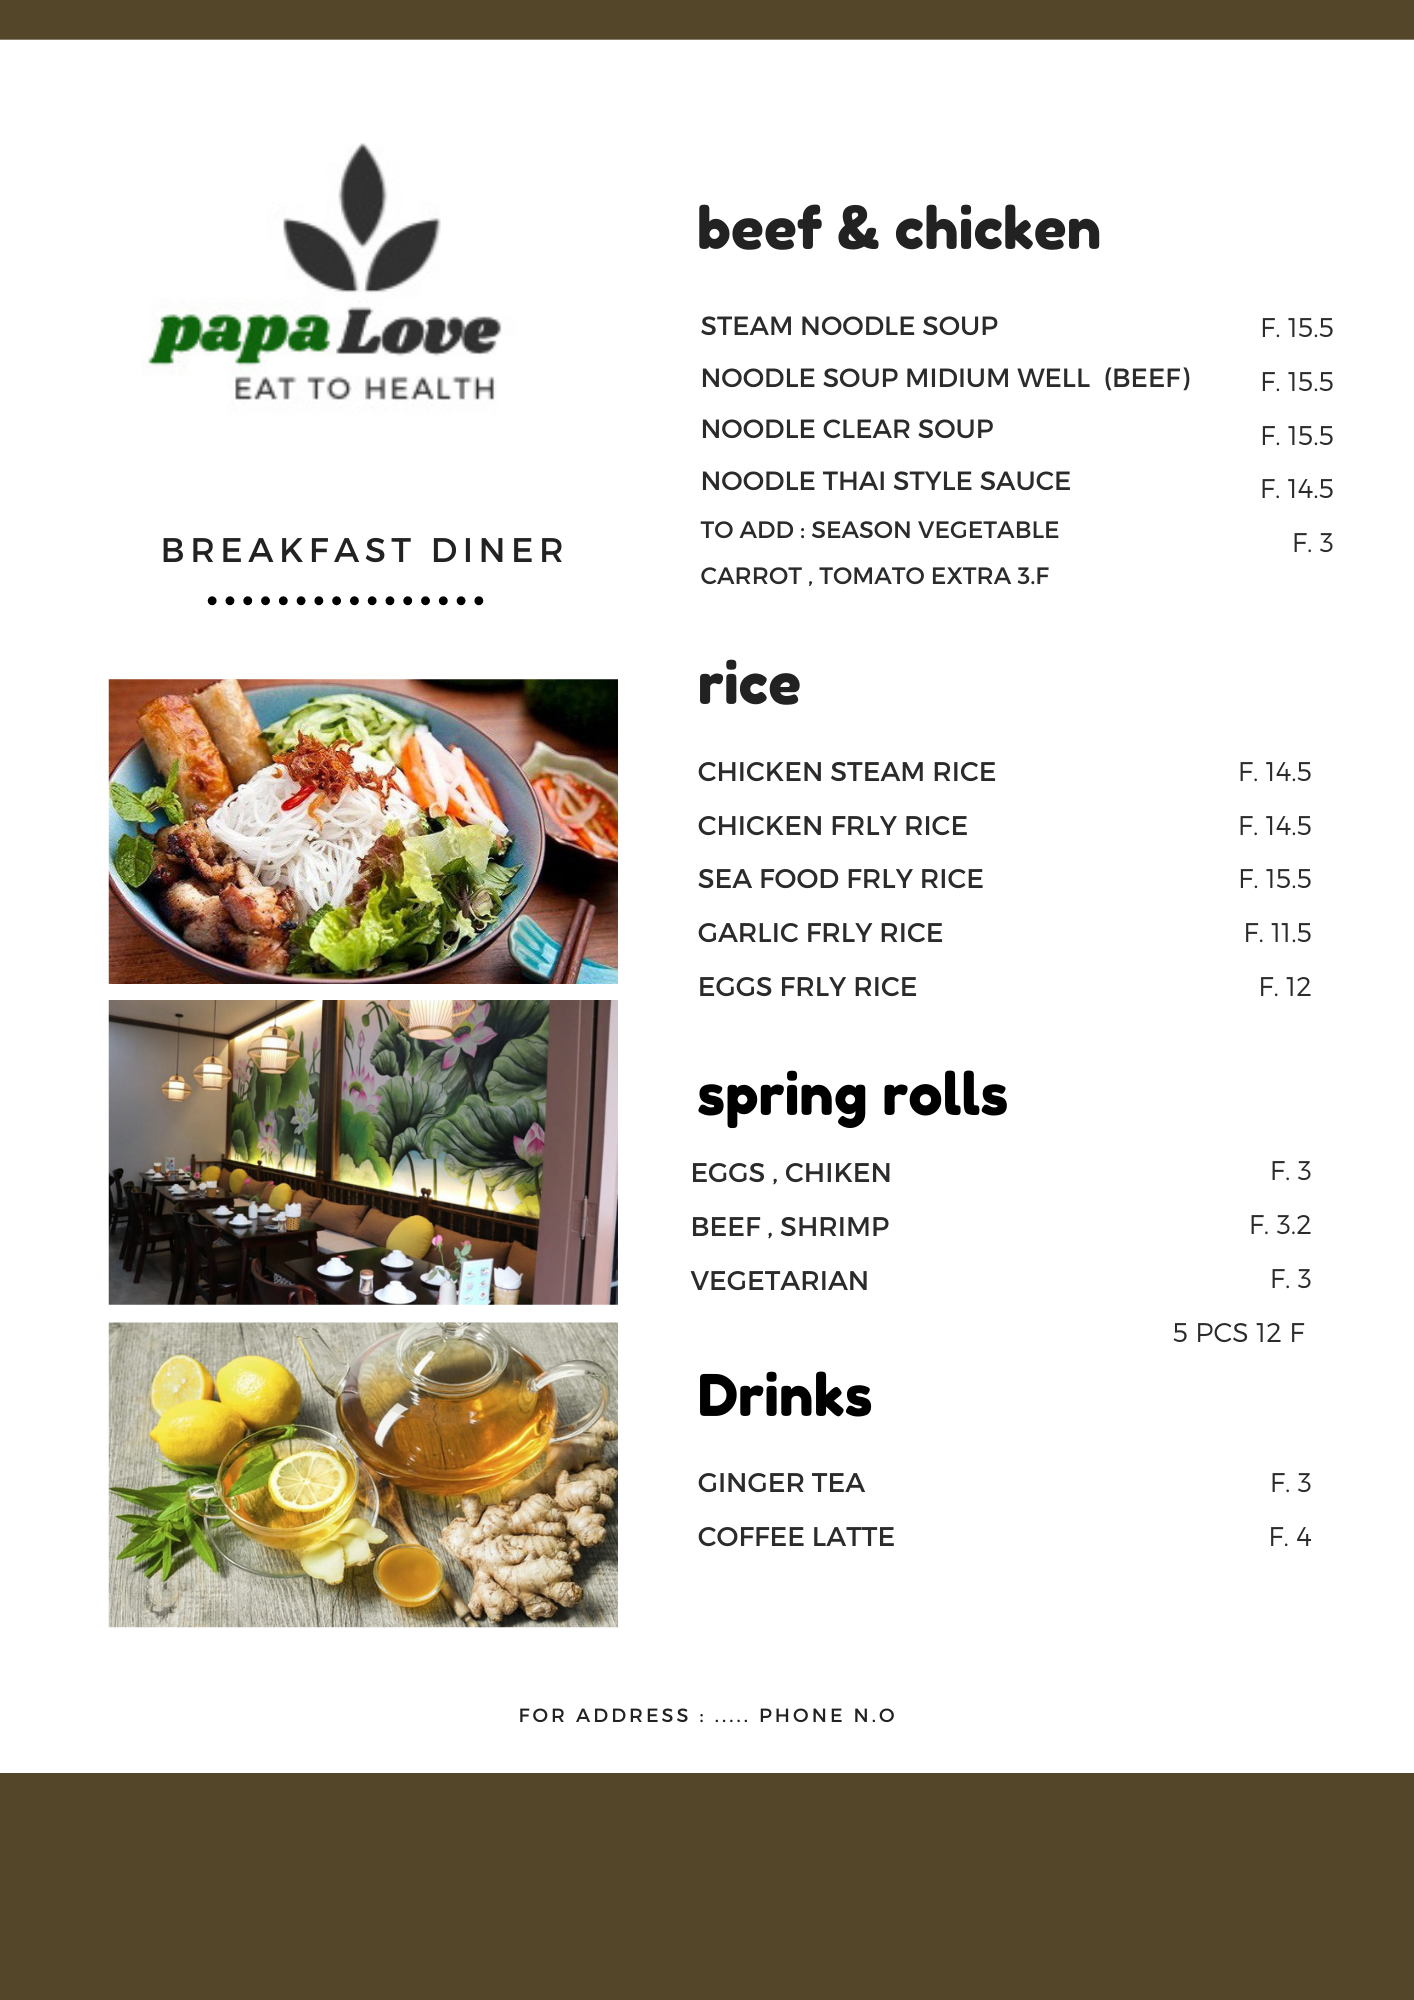 papa Love
EAT TO HEALTH
BREAKFAST DINER
beef & chicken
STEAM NOODLE SOUP F. 15.5
NOODLE SOUP MIDIUM WELL (BEEF) F. 15.5
NOODLE CLEAR SOUP F. 15.5
NOODLE THAI STYLE SAUCE F. 14.5
TO ADD : SEASON VEGETABLE F. 3
CARROT , TOMATO EXTRA 3.F
rice
CHICKEN STEAM RICE F. 14.5
CHICKEN FRLY RICE F. 14.5
SEA FOOD FRLY RICE F. 15.5
GARLIC FRLY RICE F. 11.5
EGGS FRLY RICE F. 12
spring rolls
EGGS , CHIKEN F. 3
BEEF , SHRIMP F. 3.2
VEGETARIAN F. 3
5 PCS 12 F
Drinks
GINGER TEA F. 3
COFFEE LATTE F. 4
FOR ADDRESS : ..... PHONE N.O